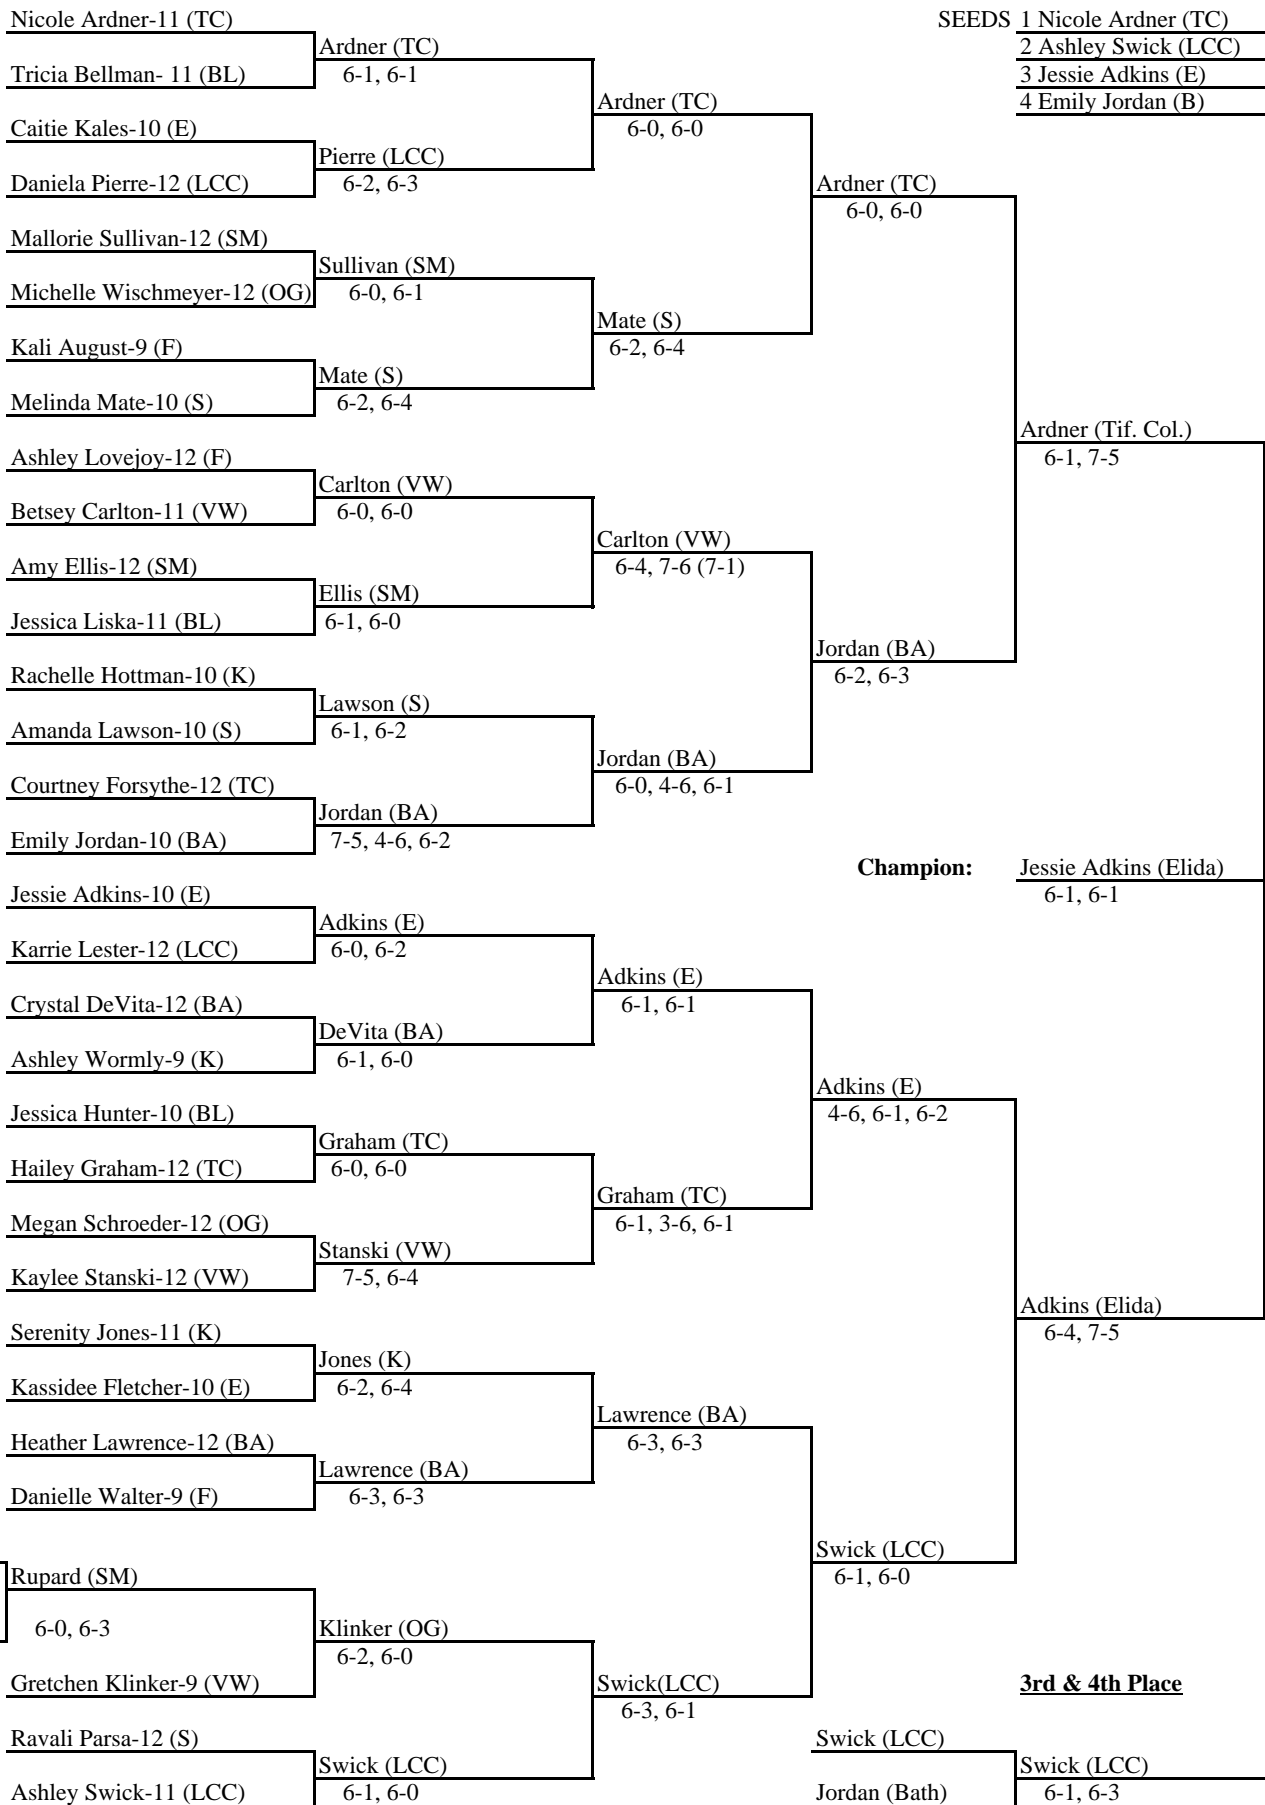 Nicole Ardner-11 (TC)
SEEDS 1 Nicole Ardner (TC)
2 Ashley Swick (LCC)
3 Jessie Adkins (E)
4 Emily Jordan (B)
Ardner (TC)
6-1, 6-1
Tricia Bellman- 11 (BL)
Ardner (TC)
6-0, 6-0
Caitie Kales-10 (E)
Pierre (LCC)
6-2, 6-3
Daniela Pierre-12 (LCC)
Ardner (TC)
6-0, 6-0
Mallorie Sullivan-12 (SM)
Sullivan (SM)
6-0, 6-1
Michelle Wischmeyer-12 (OG)
Mate (S)
6-2, 6-4
Kali August-9 (F)
Mate (S)
6-2, 6-4
Melinda Mate-10 (S)
Ardner (Tif. Col.)
6-1, 7-5
Ashley Lovejoy-12 (F)
Carlton (VW)
6-0, 6-0
Betsey Carlton-11 (VW)
Carlton (VW)
6-4, 7-6 (7-1)
Amy Ellis-12 (SM)
Ellis (SM)
6-1, 6-0
Jessica Liska-11 (BL)
Jordan (BA)
6-2, 6-3
Rachelle Hottman-10 (K)
Lawson (S)
6-1, 6-2
Amanda Lawson-10 (S)
Jordan (BA)
6-0, 4-6, 6-1
Courtney Forsythe-12 (TC)
Jordan (BA)
7-5, 4-6, 6-2
Emily Jordan-10 (BA)
Champion: Jessie Adkins (Elida)
6-1, 6-1
Jessie Adkins-10 (E)
Adkins (E)
6-0, 6-2
Karrie Lester-12 (LCC)
Adkins (E)
6-1, 6-1
Crystal DeVita-12 (BA)
DeVita (BA)
6-1, 6-0
Ashley Wormly-9 (K)
Adkins (E)
4-6, 6-1, 6-2
Jessica Hunter-10 (BL)
Graham (TC)
6-0, 6-0
Hailey Graham-12 (TC)
Graham (TC)
6-1, 3-6, 6-1
Megan Schroeder-12 (OG)
Stanski (VW)
7-5, 6-4
Kaylee Stanski-12 (VW)
Adkins (Elida)
6-4, 7-5
Serenity Jones-11 (K)
Jones (K)
6-2, 6-4
Kassidee Fletcher-10 (E)
Lawrence (BA)
6-3, 6-3
Heather Lawrence-12 (BA)
Lawrence (BA)
6-3, 6-3
Danielle Walter-9 (F)
Swick (LCC)
6-1, 6-0
Rupard (SM)
6-0, 6-3
Klinker (OG)
6-2, 6-0
Gretchen Klinker-9 (VW)
Swick(LCC)
6-3, 6-1
3rd & 4th Place
Ravali Parsa-12 (S)
Swick (LCC)
Swick (LCC)
6-1, 6-0
Swick (LCC)
6-1, 6-3
Ashley Swick-11 (LCC)
Jordan (Bath)